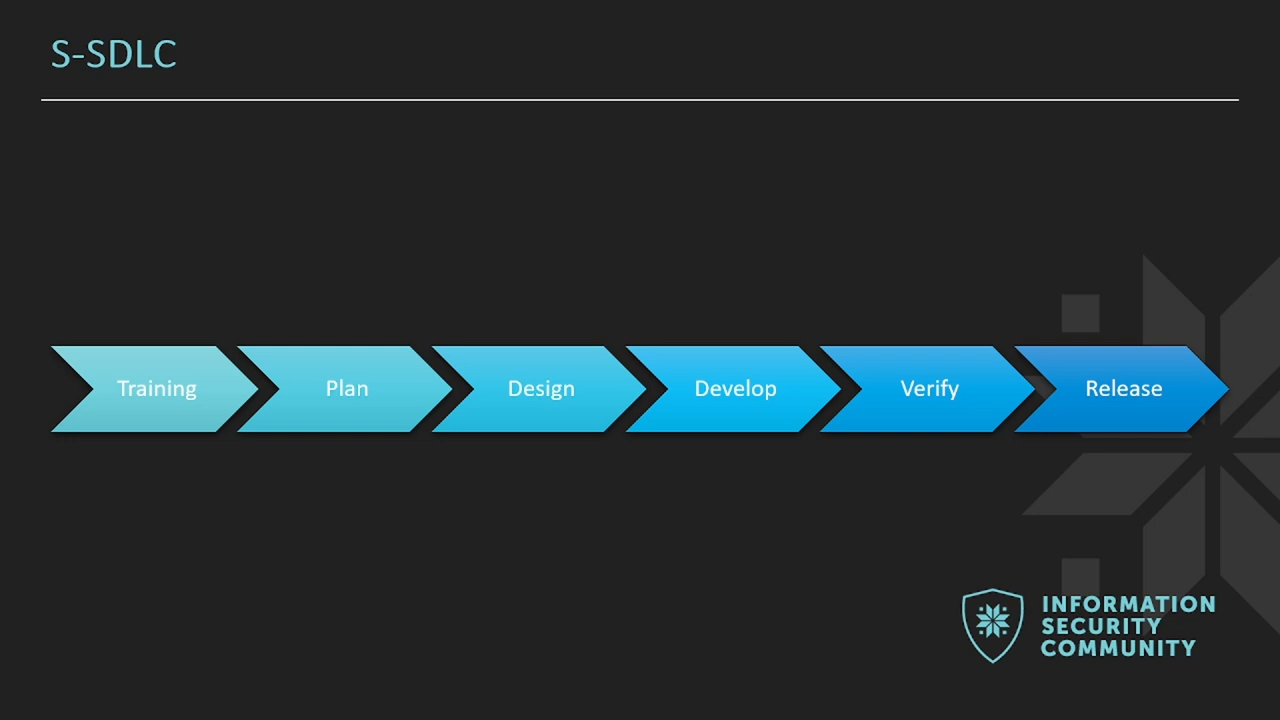 S-SDLC
Training
Plan
Design
Develop
Verify
Release
INFORMATION
SECURITY
COMMUNITY